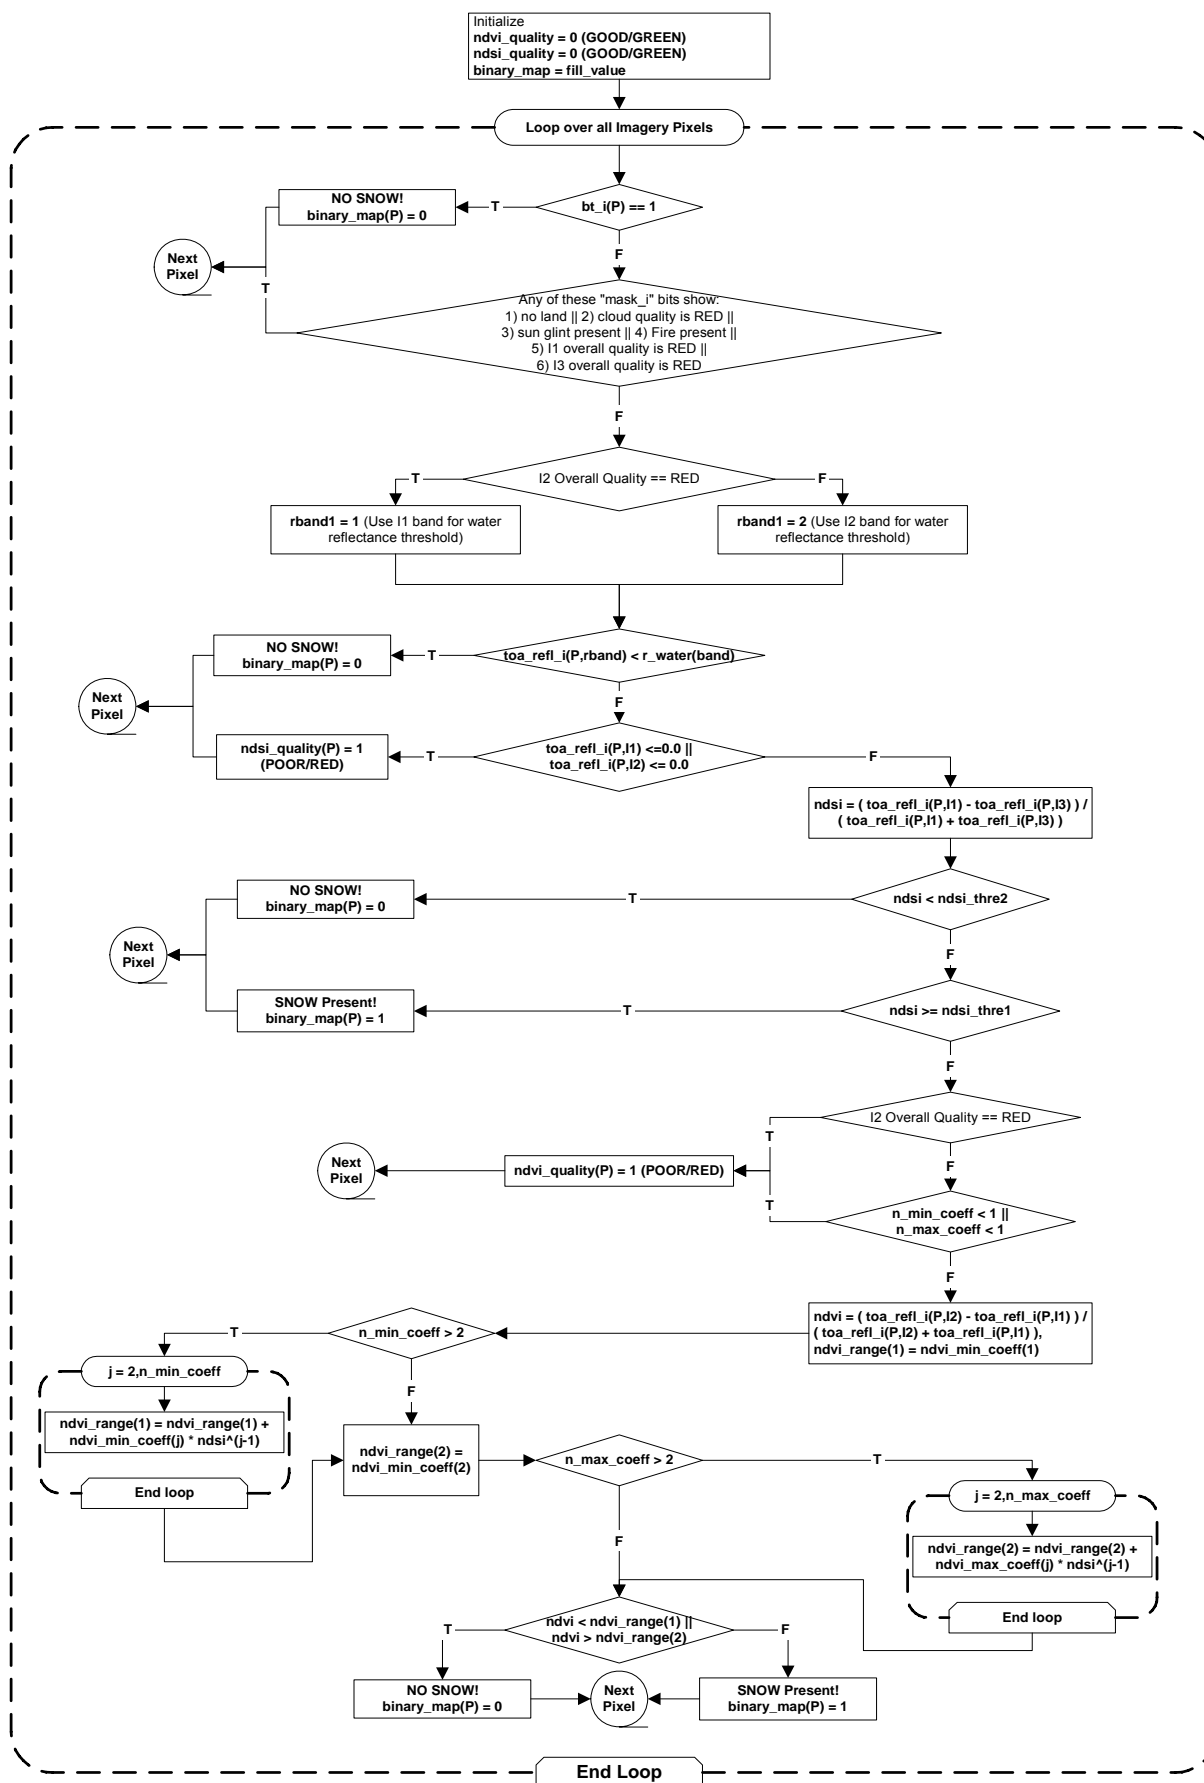 Initialize
ndvi_quality = 0 (GOOD/GREEN)
ndsi_quality = 0 (GOOD/GREEN)
binary_map = fill_value
Loop over all Imagery Pixels
NO SNOW!
binary_map(P) = 0
T
bt_i(P) == 1
F
Next
Pixel
T
Any of these "mask_i" bits show:
1) no land || 2) cloud quality is RED ||
3) sun glint present || 4) Fire present ||
5) I1 overall quality is RED ||
6) I3 overall quality is RED
F
I2 Overall Quality == RED
T
F
rband1 = 1 (Use I1 band for water
reflectance threshold)
rband1 = 2 (Use I2 band for water
reflectance threshold)
NO SNOW!
binary_map(P) = 0
T
toa_refl_i(P,rband) < r_water(band)
F
Next
Pixel
ndsi_quality(P) = 1
(POOR/RED)
T
toa_refl_i(P,I1) <=0.0 ||
toa_refl_i(P,I2) <= 0.0
F
ndsi = ( toa_refl_i(P,I1) - toa_refl_i(P,I3) ) /
( toa_refl_i(P,I1) + toa_refl_i(P,I3) )
NO SNOW!
binary_map(P) = 0
T
ndsi < ndsi_thre2
F
Next
Pixel
SNOW Present!
binary_map(P) = 1
T
ndsi >= ndsi_thre1
F
I2 Overall Quality == RED
T
F
Next
Pixel
ndvi_quality(P) = 1 (POOR/RED)
T
n_min_coeff < 1 ||
n_max_coeff < 1
F
ndvi = ( toa_refl_i(P,I2) - toa_refl_i(P,I1) ) /
( toa_refl_i(P,I2) + toa_refl_i(P,I1) ),
ndvi_range(1) = ndvi_min_coeff(1)
n_min_coeff > 2
T
F
j = 2,n_min_coeff
ndvi_range(1) = ndvi_range(1) +
ndvi_min_coeff(j) * ndsi^(j-1)
End loop
ndvi_range(2) =
ndvi_min_coeff(2)
n_max_coeff > 2
T
F
j = 2,n_max_coeff
ndvi_range(2) = ndvi_range(2) +
ndvi_max_coeff(j) * ndsi^(j-1)
End loop
ndvi < ndvi_range(1) ||
ndvi > ndvi_range(2)
T
F
NO SNOW!
binary_map(P) = 0
Next
Pixel
SNOW Present!
binary_map(P) = 1
End Loop